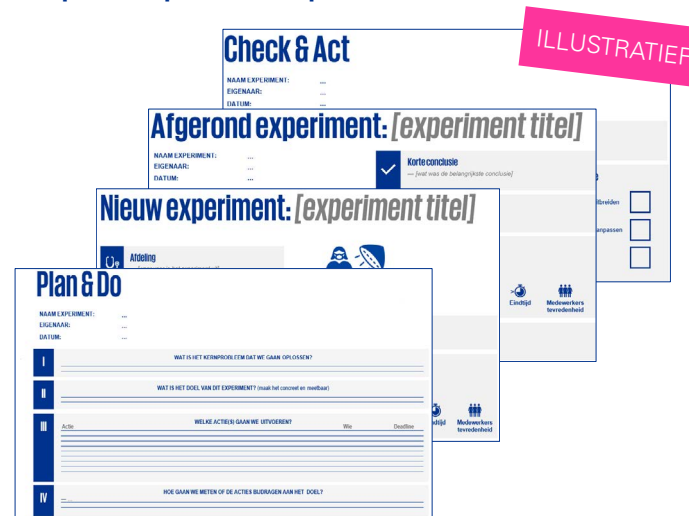 ILLUSTRATIEF
Check & Act
NAAM EXPERIMENT: ...
EIGENAAR: ...
DATUM:
Afgerond experiment: [experiment titel]
NAAM EXPERIMENT: ...
EIGENAAR: ...
DATUM: ...
Korte conclusie
— [wat was de belangrijkste conclusie]
anpassen
Eindtijd
Medewerkers
tevredenheid
Nieuw experiment: [experiment titel]
Afdeling
Medewerkers
tevredenheid
Plan & Do
NAAM EXPERIMENT: ...
EIGENAAR: ...
DATUM: ...
I
WAT IS HET KERNPROBLEEM DAT WE GAAN OPLOSSEN?
II
WAT IS HET DOEL VAN DIT EXPERIMENT? (maak het concreet en meetbaar)
III
WELKE ACTIE(S) GAAN WE UITVOEREN?
Actie Wie Deadline
IV
HOE GAAN WE METEN OF DE ACTIES BIJDRAGEN AAN HET DOEL?
— ...